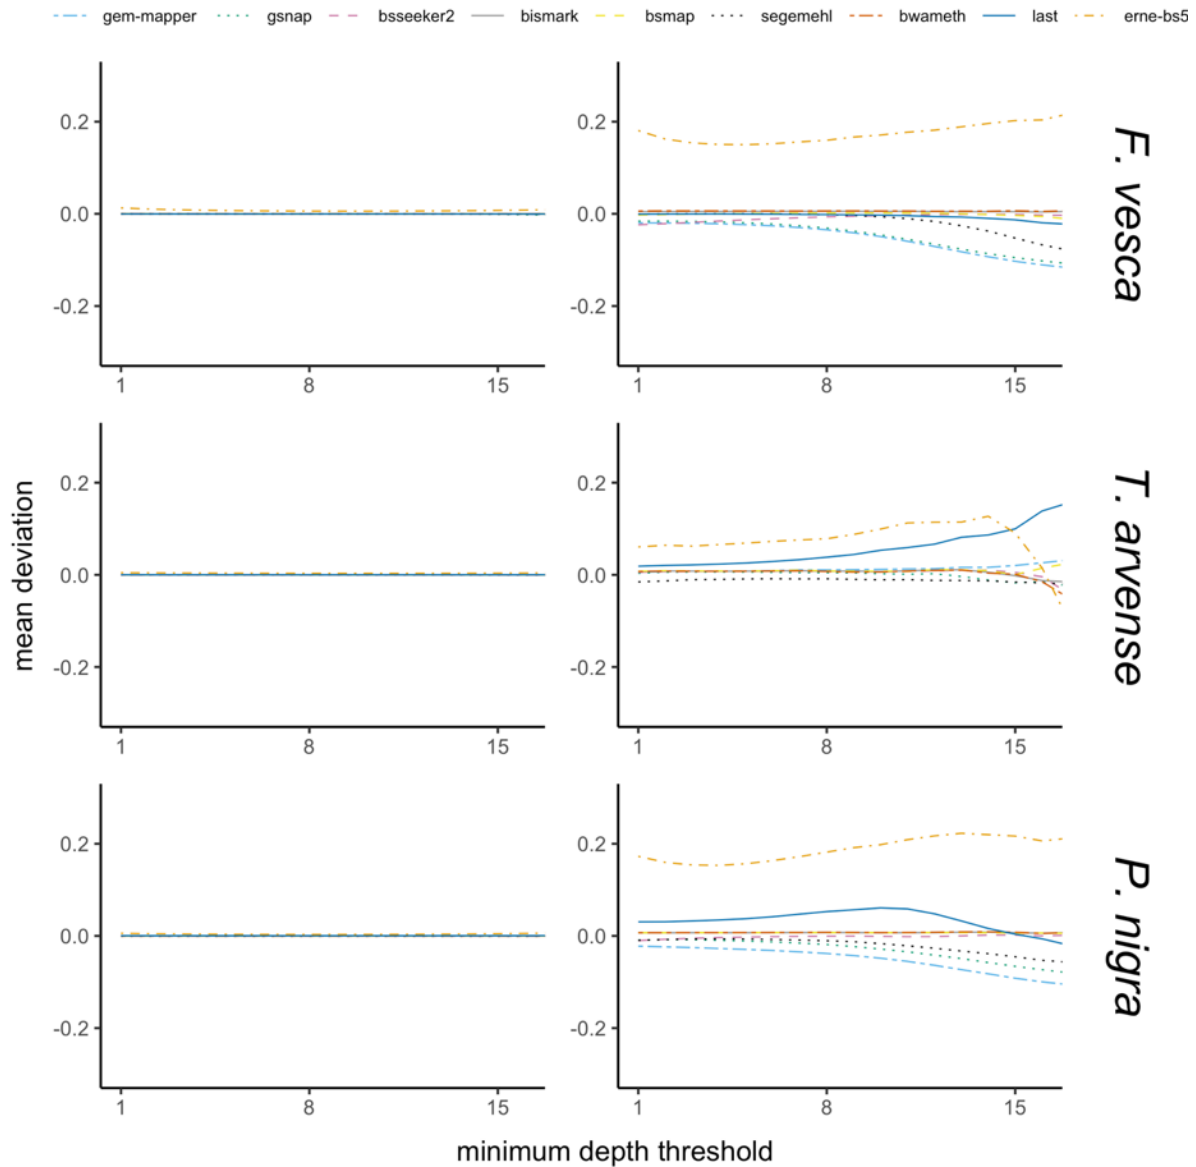 gem-mapper gsnap bsseeker2 bismark bsmap segemehl bwameth last erne-bs5
0.2
0.0
-0.2
1 8 15
0.2
0.0
-0.2
1 8 15
F. vesca
mean deviation
0.2
0.0
-0.2
1 8 15
0.2
0.0
-0.2
1 8 15
T. arvense
0.2
0.0
-0.2
1 8 15
0.2
0.0
-0.2
1 8 15
P. nigra
minimum depth threshold